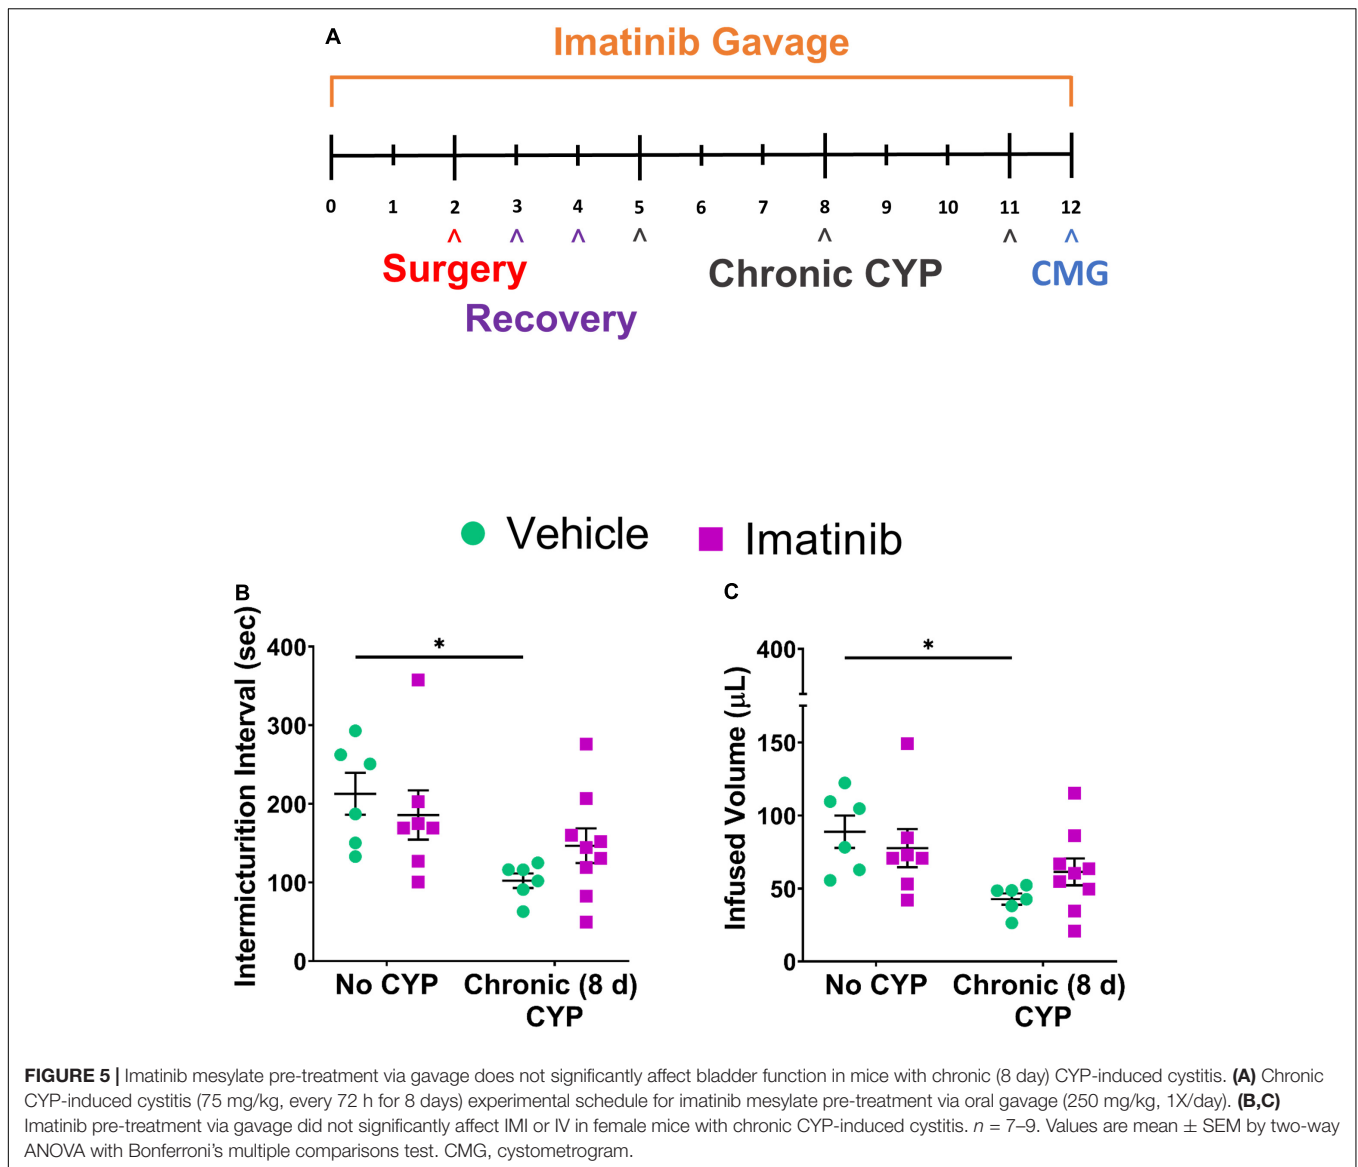 A
Imatinib Gavage
0 1 2 3 4 5 6 7 8 9 10 11 12
^ ^ ^ ^ ^ ^ ^
Surgery Chronic CYP CMG
Recovery
Vehicle Imatinib
B
Intermicturition Interval (sec)
400
300
200
100
0
*
No CYP Chronic (8 d)
CYP
C
Infused Volume (µL)
400
150
100
50
0
*
No CYP Chronic (8 d)
CYP
FIGURE 5 | Imatinib mesylate pre-treatment via gavage does not significantly affect bladder function in mice with chronic (8 day) CYP-induced cystitis. (A) Chronic
CYP-induced cystitis (75 mg/kg, every 72 h for 8 days) experimental schedule for imatinib mesylate pre-treatment via oral gavage (250 mg/kg, 1X/day). (B,C)
Imatinib pre-treatment via gavage did not significantly affect IMI or IV in female mice with chronic CYP-induced cystitis. n = 7–9. Values are mean ± SEM by two-way
ANOVA with Bonferroni's multiple comparisons test. CMG, cystometrogram.